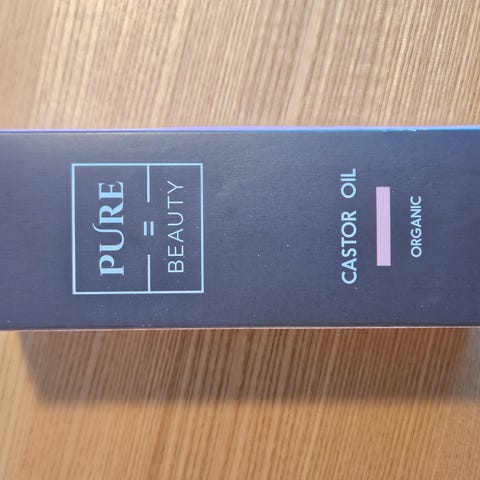 PURE
=
BEAUTY
CASTOR OIL
ORGANIC